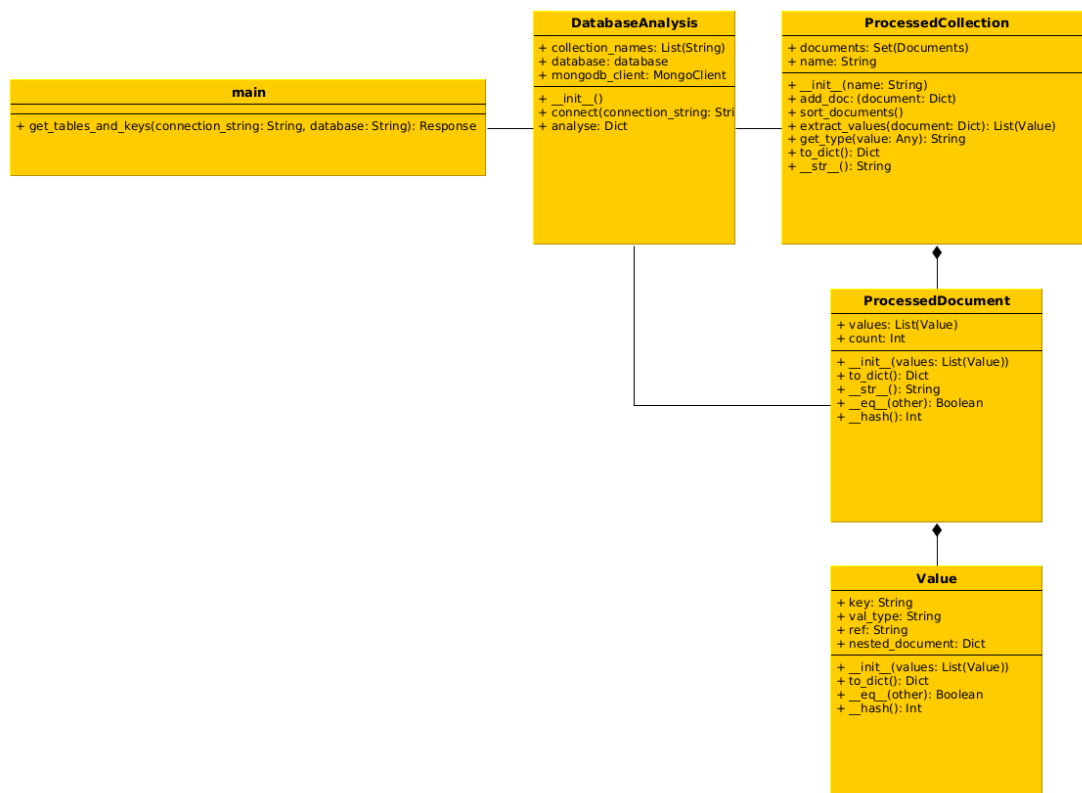 main
+ get_tables_and_keys(connection_string: String, database: String): Response
DatabaseAnalysis
+ collection_names: List(String)
+ database: database
+ mongodb_client: MongoClient
+ __init__()
+ connect(connection_string: Stri
+ analyse: Dict
ProcessedCollection
+ documents: Set(Documents)
+ name: String
+ __init__(name: String)
+ add_doc: (document: Dict)
+ sort_documents()
+ extract_values(document: Dict): List(Value)
+ get_type(value: Any): String
+ to_dict(): Dict
+ __str__(): String
ProcessedDocument
+ values: List(Value)
+ count: Int
+ __init__(values: List(Value))
+ to_dict(): Dict
+ __str__(): String
+ __eq__(other): Boolean
+ __hash(): Int
Value
+ key: String
+ val_type: String
+ ref: String
+ nested_document: Dict
+ __init__(values: List(Value))
+ to_dict(): Dict
+ __eq__(other): Boolean
+ __hash(): Int